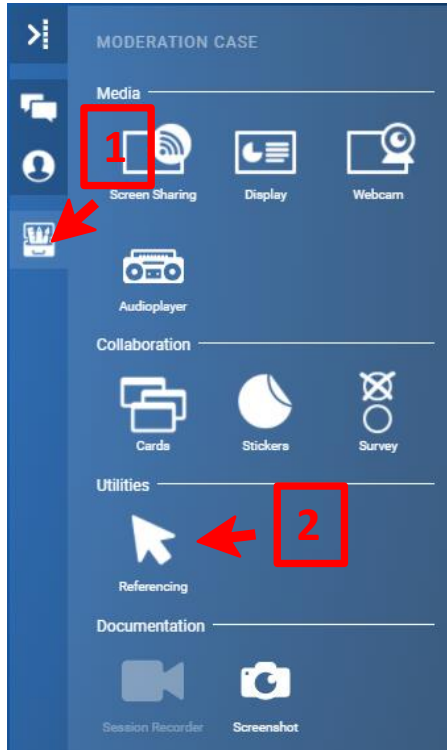 MODERATION CASE
Media
1
Screen Sharing
Display
Webcam
Audioplayer
Collaboration
Cards
Stickers
Survey
Utilities
2
Referencing
Documentation
Session Recorder
Screenshot